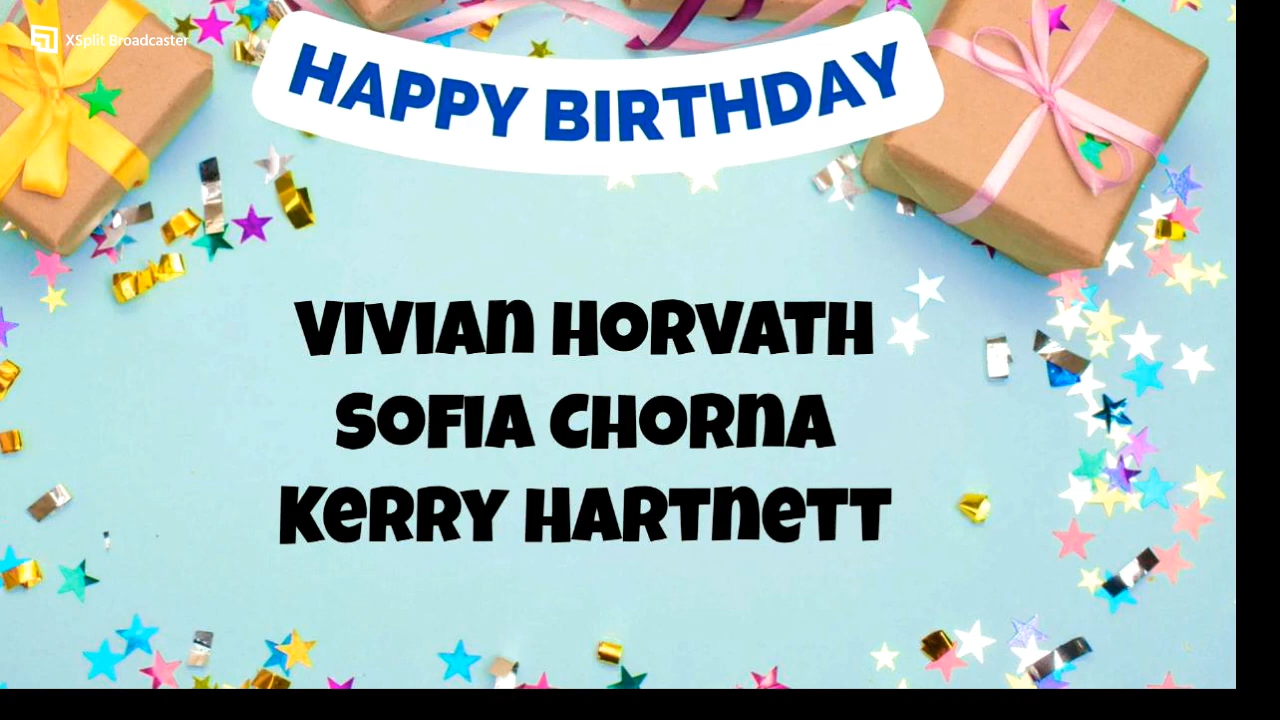 XSplit Broadcaster
HAPPY BIRTHDAY
VIVIAN HORVATH
SOFIA CHORNA
KERRY HARTNETT